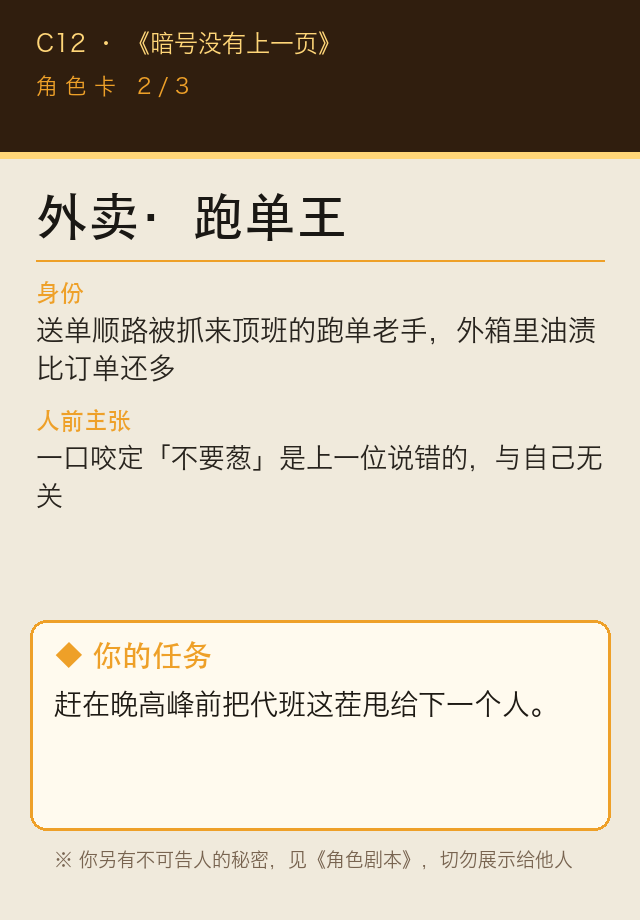 C12 · 《暗号没有上一页》
角色卡 2/3
外卖· 跑单王
身份
送单顺路被抓来顶班的跑单老手，外箱里油渍
比订单还多
人前主张
一口咬定「不要葱」是上一位说错的，与自己无
关
◆ 你的任务
赶在晚高峰前把代班这茬甩给下一个人。
※ 你另有不可告人的秘密，见《角色剧本》，切勿展示给他人